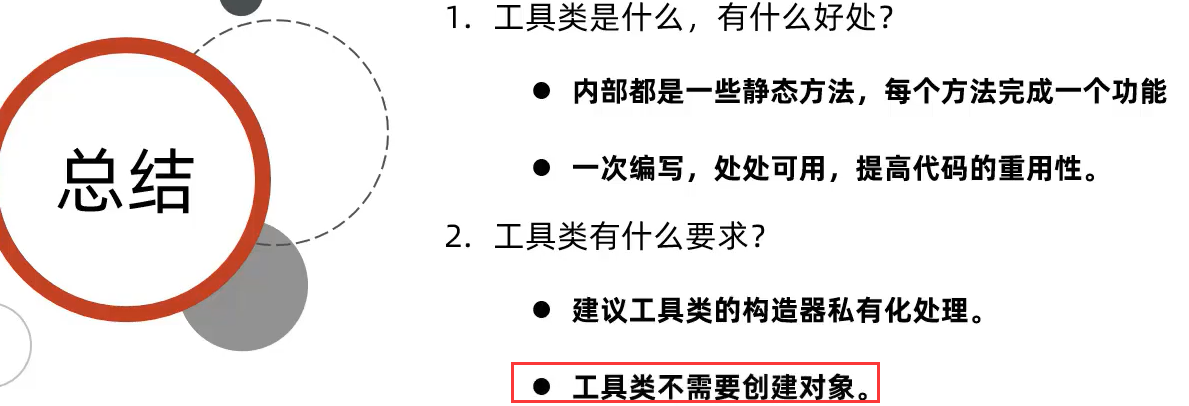 总结
1. 工具类是什么，有什么好处？
● 内部都是一些静态方法，每个方法完成一个功能
● 一次编写，处处可用，提高代码的重用性。
2. 工具类有什么要求？
● 建议工具类的构造器私有化处理。
● 工具类不需要创建对象。